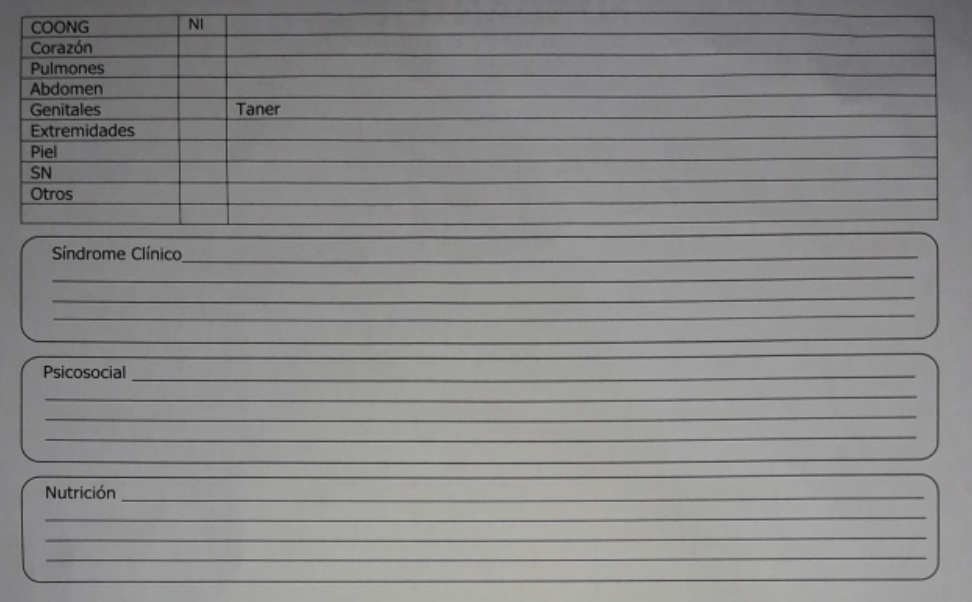 COONG NI
Corazón
Pulmones
Abdomen
Genitales Taner
Extremidades
Piel
SN
Otros
Síndrome Clínico
Psicosocial
Nutrición